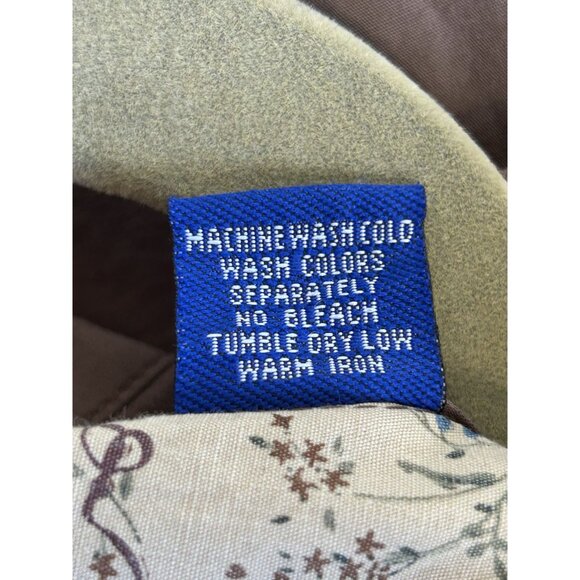 MACHINE WASH COLD
WASH COLORS
SEPARATELY
NO BLEACH
TUMBLE DRY LOW
WARM IRON